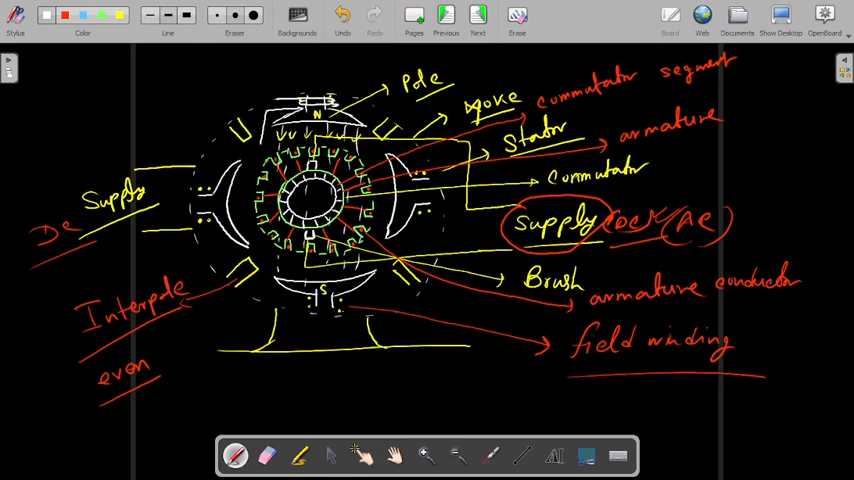 Stylus
Color
Line
Eraser
Backgrounds
Undo
Redo
Pages
Previous
Next
Erase
Board
Web
Documents
Show Desktop
OpenBoard
Pole
Yoke
commutator segment
Stator
armature
Commutator
Supply
DC
N
S
Supply (DC) (AC)
Brush
armature conductor
Interpole
field winding
even